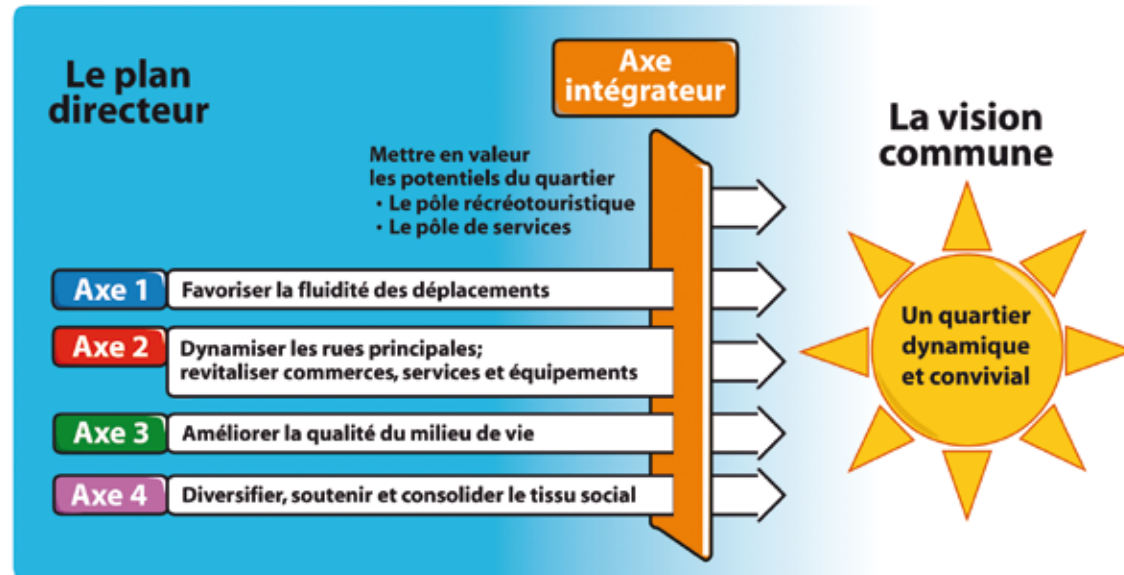 Le plan
directeur
Axe
intégrateur
La vision
commune
Mettre en valeur
les potentiels du quartier
• Le pôle récréotouristique
• Le pôle de services
Axe 1
Favoriser la fluidité des déplacements
Axe 2
Dynamiser les rues principales;
revitaliser commerces, services et équipements
Axe 3
Améliorer la qualité du milieu de vie
Axe 4
Diversifier, soutenir et consolider le tissu social
Un quartier
dynamique
et convivial